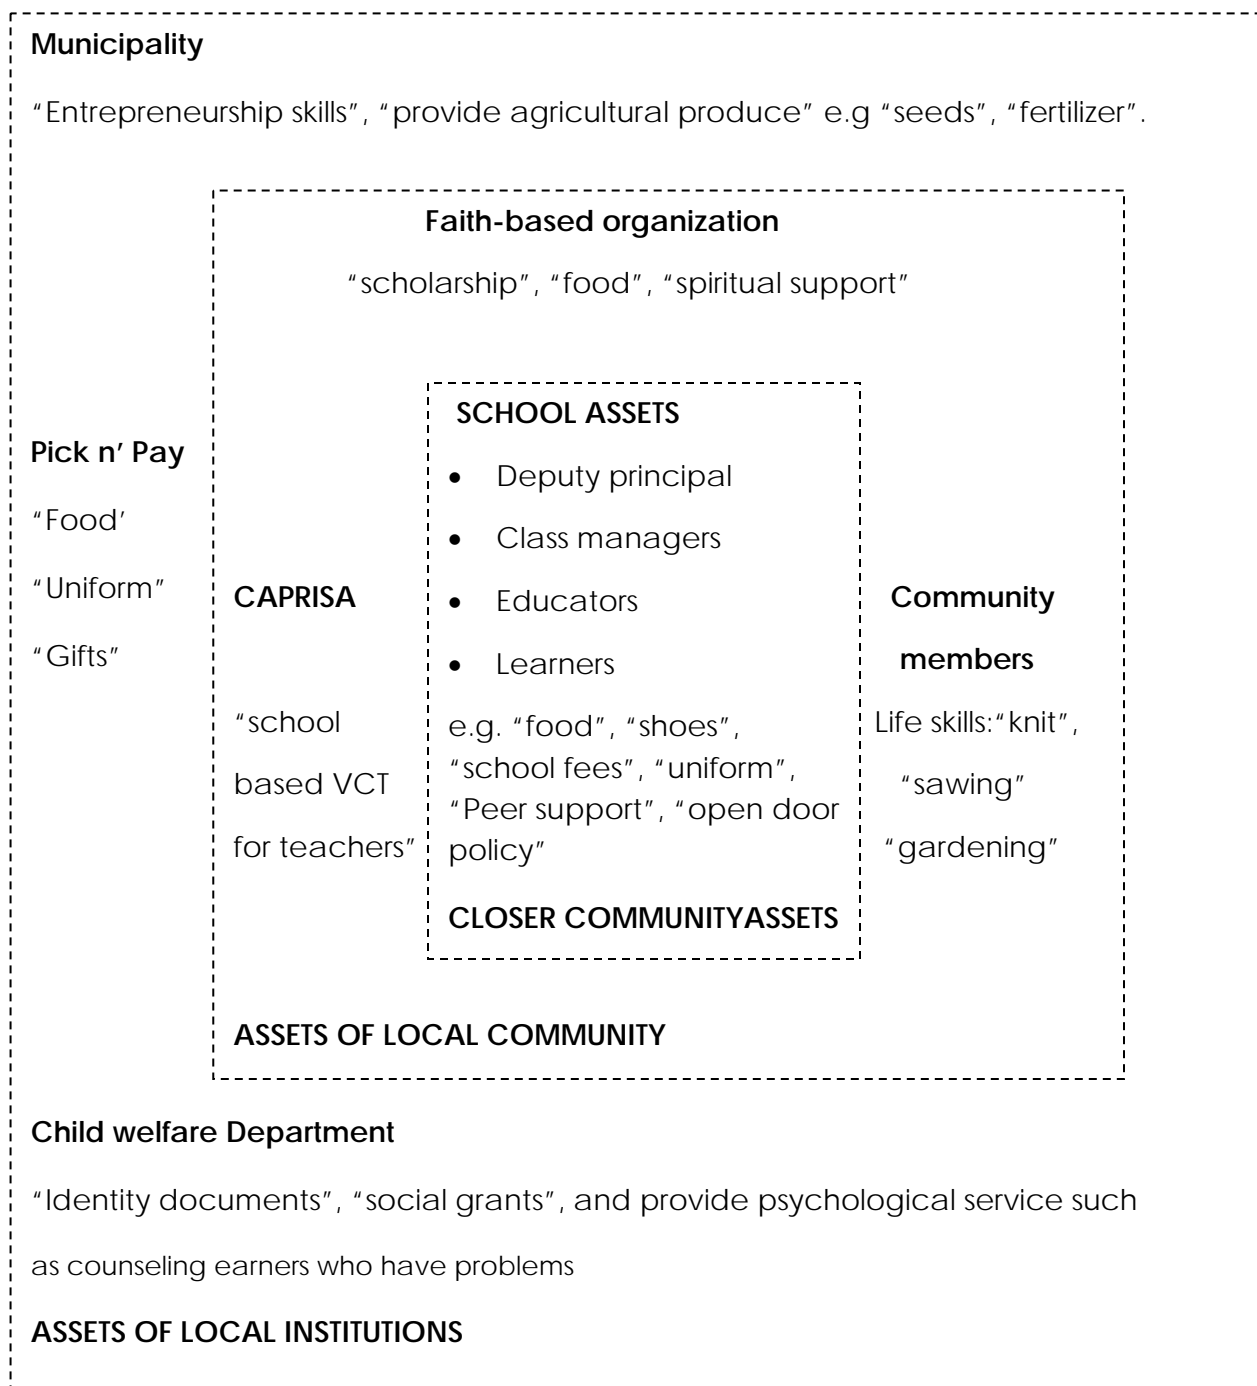 Municipality
“Entrepreneurship skills”, “provide agricultural produce” e.g “seeds”, “fertilizer”.
Faith-based organization
“scholarship”, “food”, “spiritual support”
Pick n’ Pay
“Food’
“Uniform”
“Gifts”
CAPRISA
“school
based VCT
for teachers”
SCHOOL ASSETS
• Deputy principal
• Class managers
• Educators
• Learners
e.g. “food”, “shoes”,
“school fees”, “uniform”,
“Peer support”, “open door
policy”
CLOSER COMMUNITYASSETS
Community
members
Life skills:“knit”,
“sawing”
“gardening”
ASSETS OF LOCAL COMMUNITY
Child welfare Department
“Identity documents”, “social grants”, and provide psychological service such
as counseling earners who have problems
ASSETS OF LOCAL INSTITUTIONS